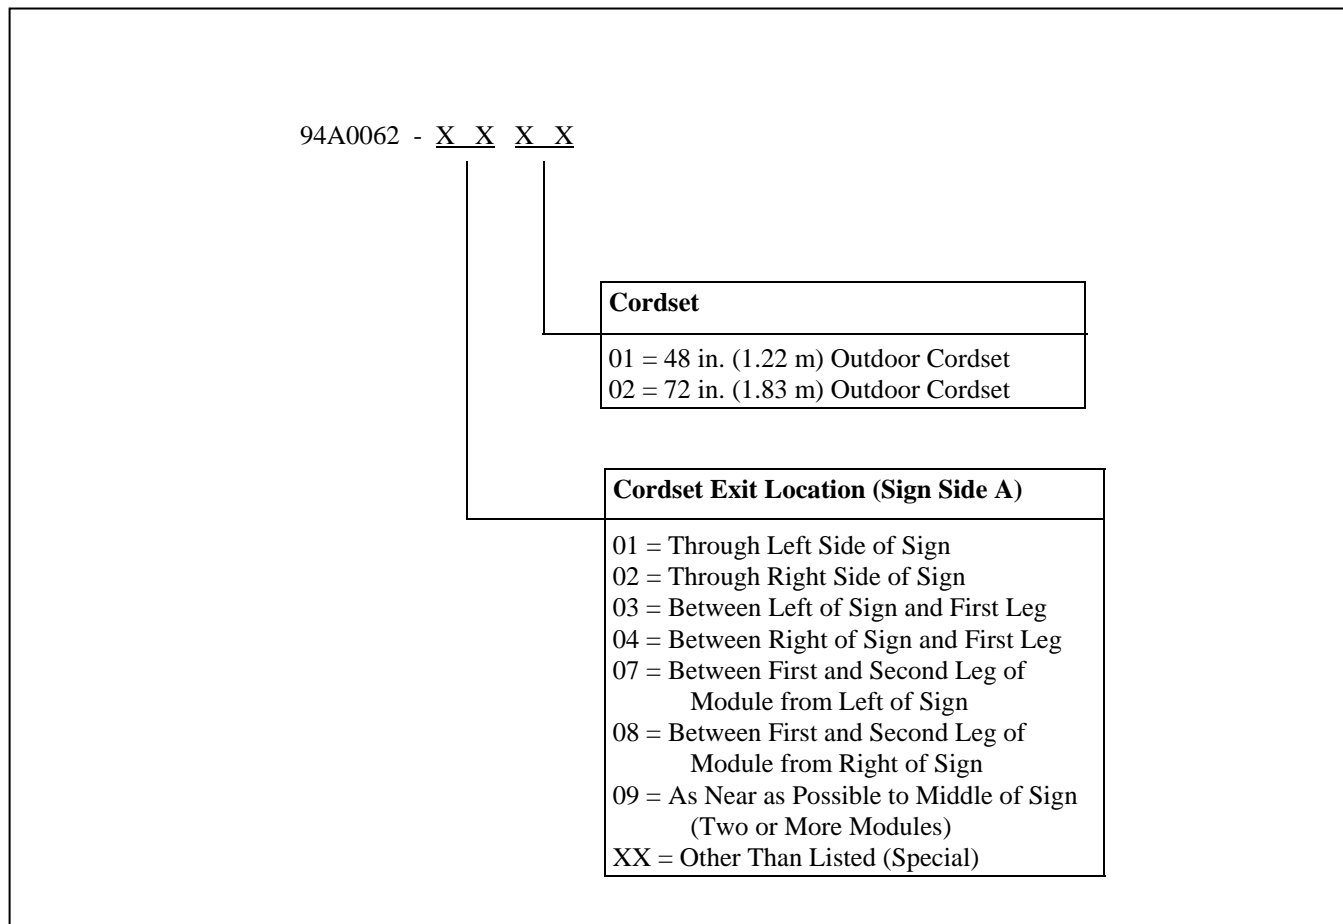 94A0062 - X X X X
Cordset
01 = 48 in. (1.22 m) Outdoor Cordset
02 = 72 in. (1.83 m) Outdoor Cordset
Cordset Exit Location (Sign Side A)
01 = Through Left Side of Sign
02 = Through Right Side of Sign
03 = Between Left of Sign and First Leg
04 = Between Right of Sign and First Leg
07 = Between First and Second Leg of
Module from Left of Sign
08 = Between First and Second Leg of
Module from Right of Sign
09 = As Near as Possible to Middle of Sign
(Two or More Modules)
XX = Other Than Listed (Special)